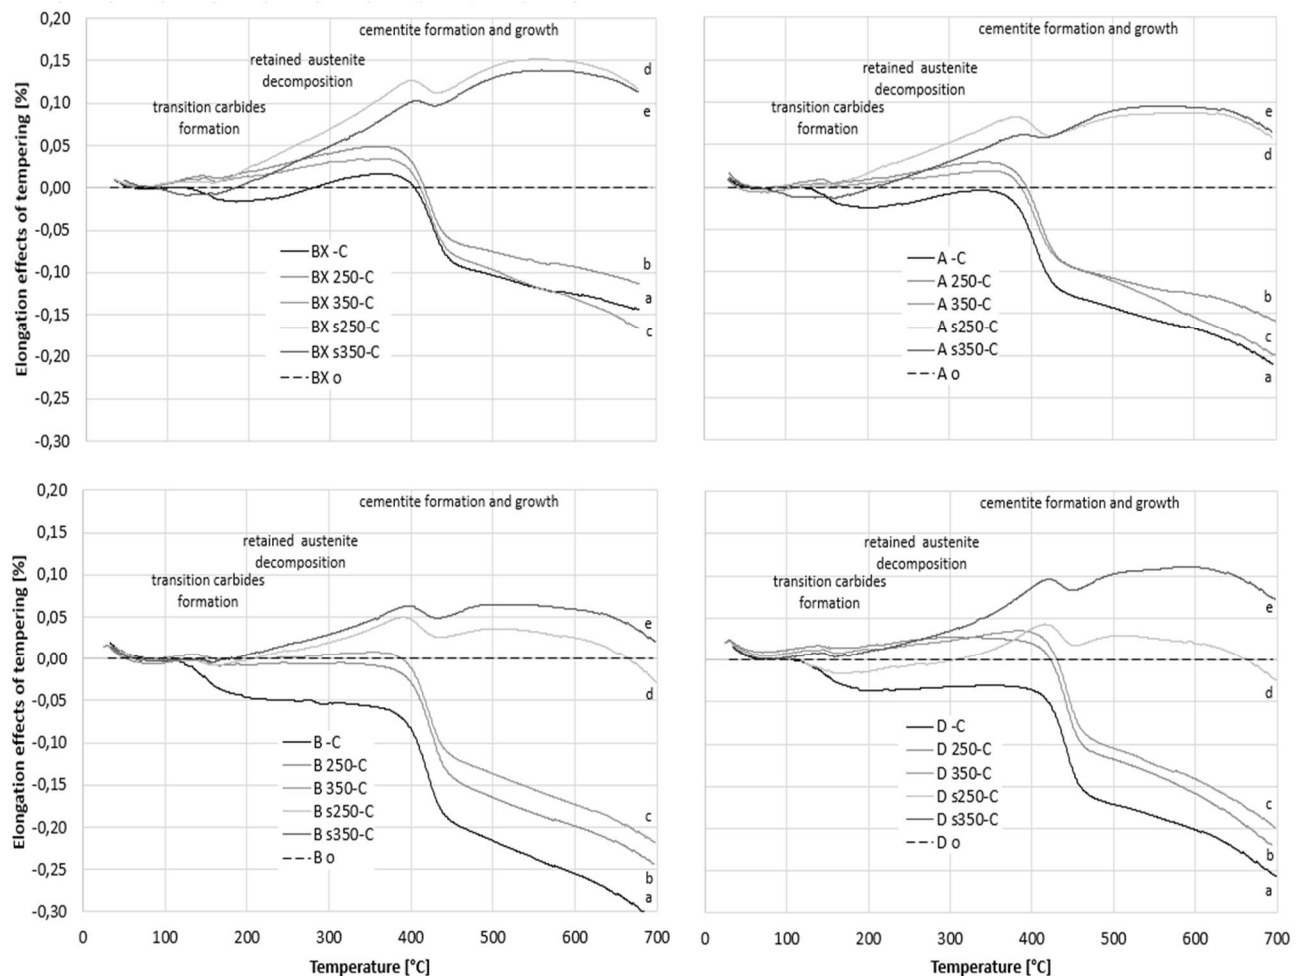 cementite formation and growth
retained austenite
decomposition
transition carbides
formation
Elongation effects of tempering [%]
0,20
0,15
0,10
0,05
0,00
-0,05
-0,10
-0,15
-0,20
-0,25
-0,30
BX -C
BX 250-C
BX 350-C
BX s250-C
BX s350-C
BX o
d
e
b
a
c
cementite formation and growth
retained austenite
decomposition
transition carbides
formation
A -C
A 250-C
A 350-C
A s250-C
A s350-C
A o
e
d
b
c
a
cementite formation and growth
retained austenite
decomposition
transition carbides
formation
Elongation effects of tempering [%]
0,20
0,15
0,10
0,05
0,00
-0,05
-0,10
-0,15
-0,20
-0,25
-0,30
B -C
B 250-C
B 350-C
B s250-C
B s350-C
B o
e
d
c
b
a
0 100 200 300 400 500 600 700
Temperature [°C]
cementite formation and growth
retained austenite
decomposition
transition carbides
formation
D -C
D 250-C
D 350-C
D s250-C
D s350-C
D o
e
d
c
b
a
0 100 200 300 400 500 600 700
Temperature [°C]